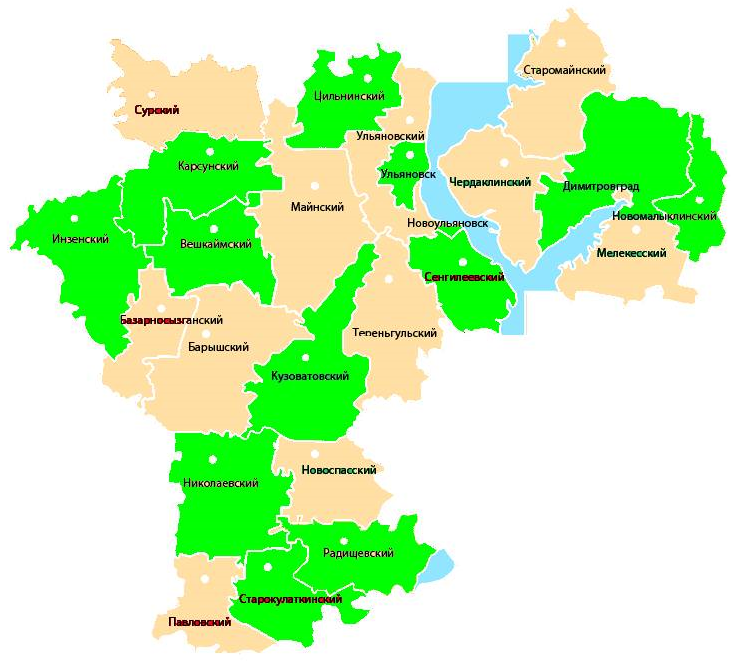 Старомайнский
Цильнинский
Сурский
Ульяновский
Карсунский
Ульяновск
Чердаклинский
Димитровград
Майнский
Новомалыклинский
Новоульяновск
Инзенский
Вешкаймский
Мелекесский
Сенгилеевский
Базарносызганский
Тереньгульский
Барышский
Кузоватовский
Новоспасский
Николаевский
Радищевский
Старокулаткинский
Павловский